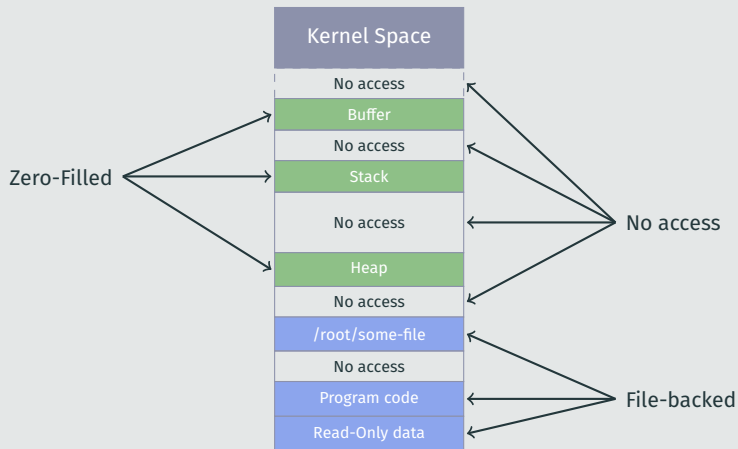 Kernel Space
No access
Buffer
No access
Stack
No access
Heap
No access
/root/some-file
No access
Program code
Read-Only data
Zero-Filled
No access
File-backed